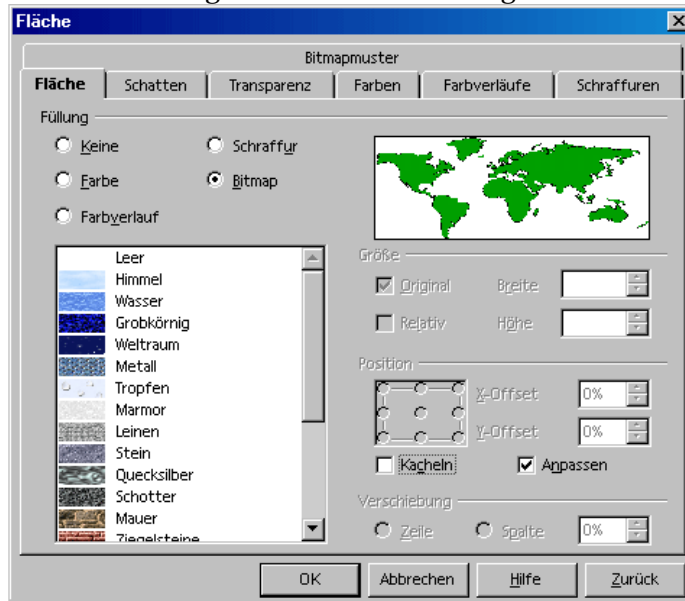 Fläche
Bitmapmuster
Fläche Schatten Transparenz Farben Farbverläufe Schraffuren
Füllung
Keine Schraffur
Farbe Bitmap
Farbverlauf
Leer
Himmel
Wasser
Grobkörnig
Weltraum
Metall
Tropfen
Marmor
Leinen
Stein
Quecksilber
Schotter
Mauer
Ziegelsteine
Größe
Original Breite
Relativ Höhe
Position
X-Offset 0%
Y-Offset 0%
Kacheln Anpassen
Verschiebung
Zeile Spalte 0%
OK Abbrechen Hilfe Zurück